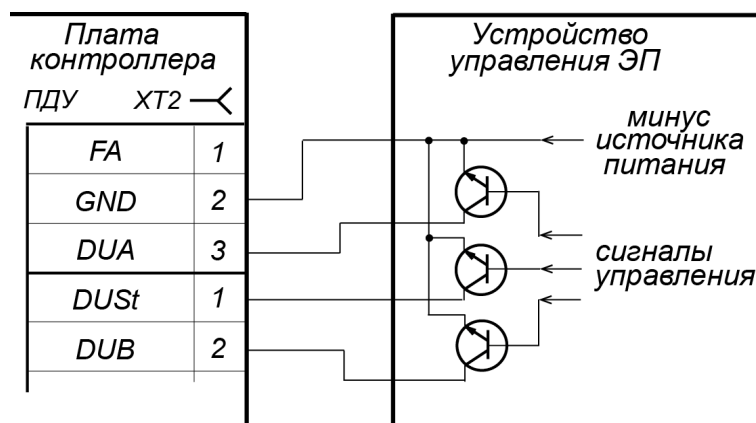 Плата
контроллера
ПДУ XT2
FA 1
GND 2
DUA 3
DUSt 1
DUB 2
Устройство
управления ЭП
минус
источника
питания
сигналы
управления